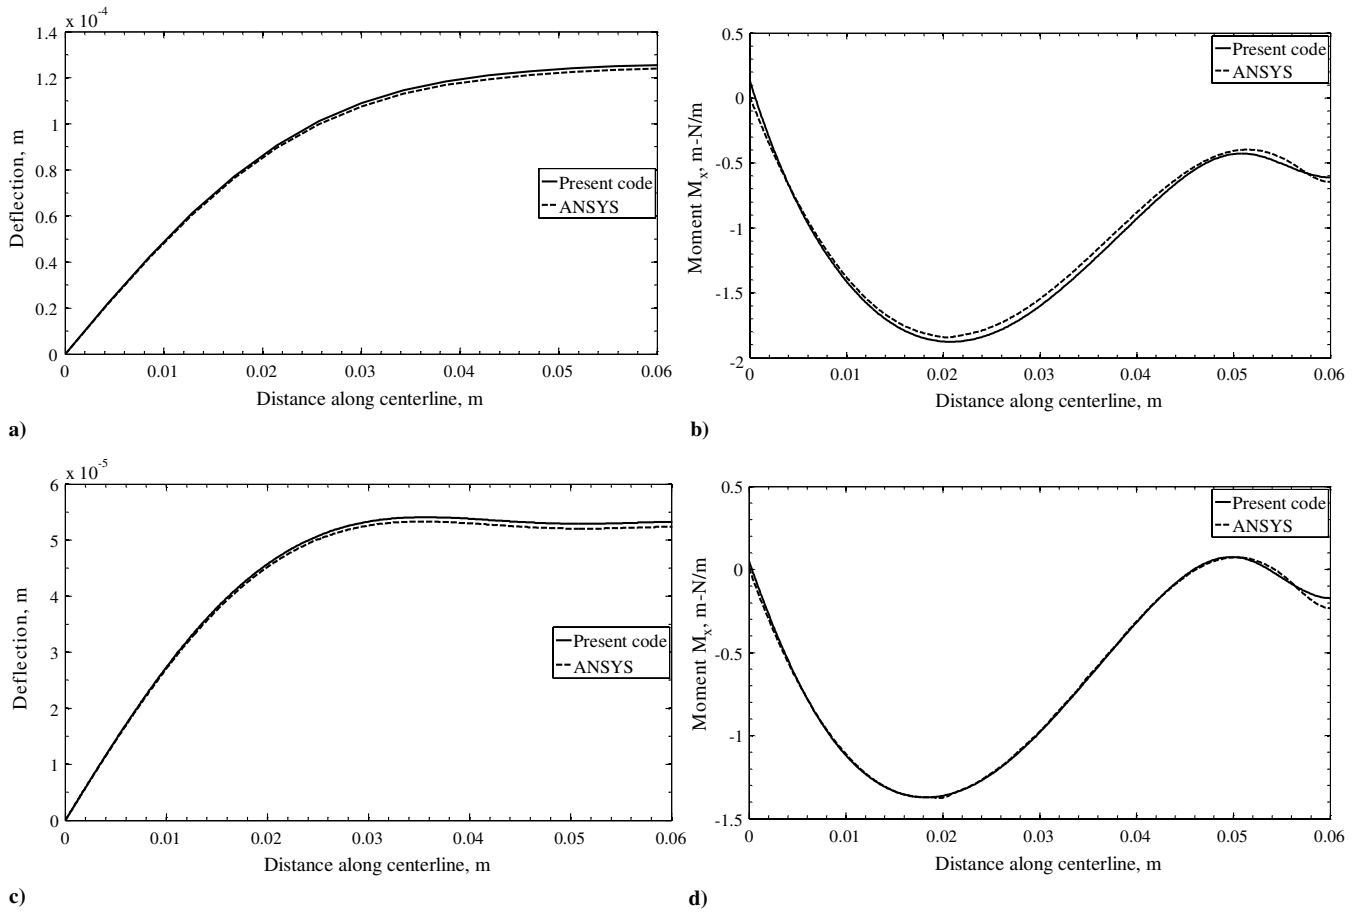 x 10-4
1.4
1.2
1
0.8
0.6
0.4
0.2
0
Deflection, m
Present code
ANSYS
0 0.01 0.02 0.03 0.04 0.05 0.06
Distance along centerline, m
a)
0.5
0
-0.5
-1
-1.5
-2
Moment Mx, m-N/m
Present code
ANSYS
0 0.01 0.02 0.03 0.04 0.05 0.06
Distance along centerline, m
b)
x 10-5
6
5
4
3
2
1
0
Deflection, m
Present code
ANSYS
0 0.01 0.02 0.03 0.04 0.05 0.06
Distance along centerline, m
c)
0.5
0
-0.5
-1
-1.5
Moment Mx, m-N/m
Present code
ANSYS
0 0.01 0.02 0.03 0.04 0.05 0.06
Distance along centerline, m
d)